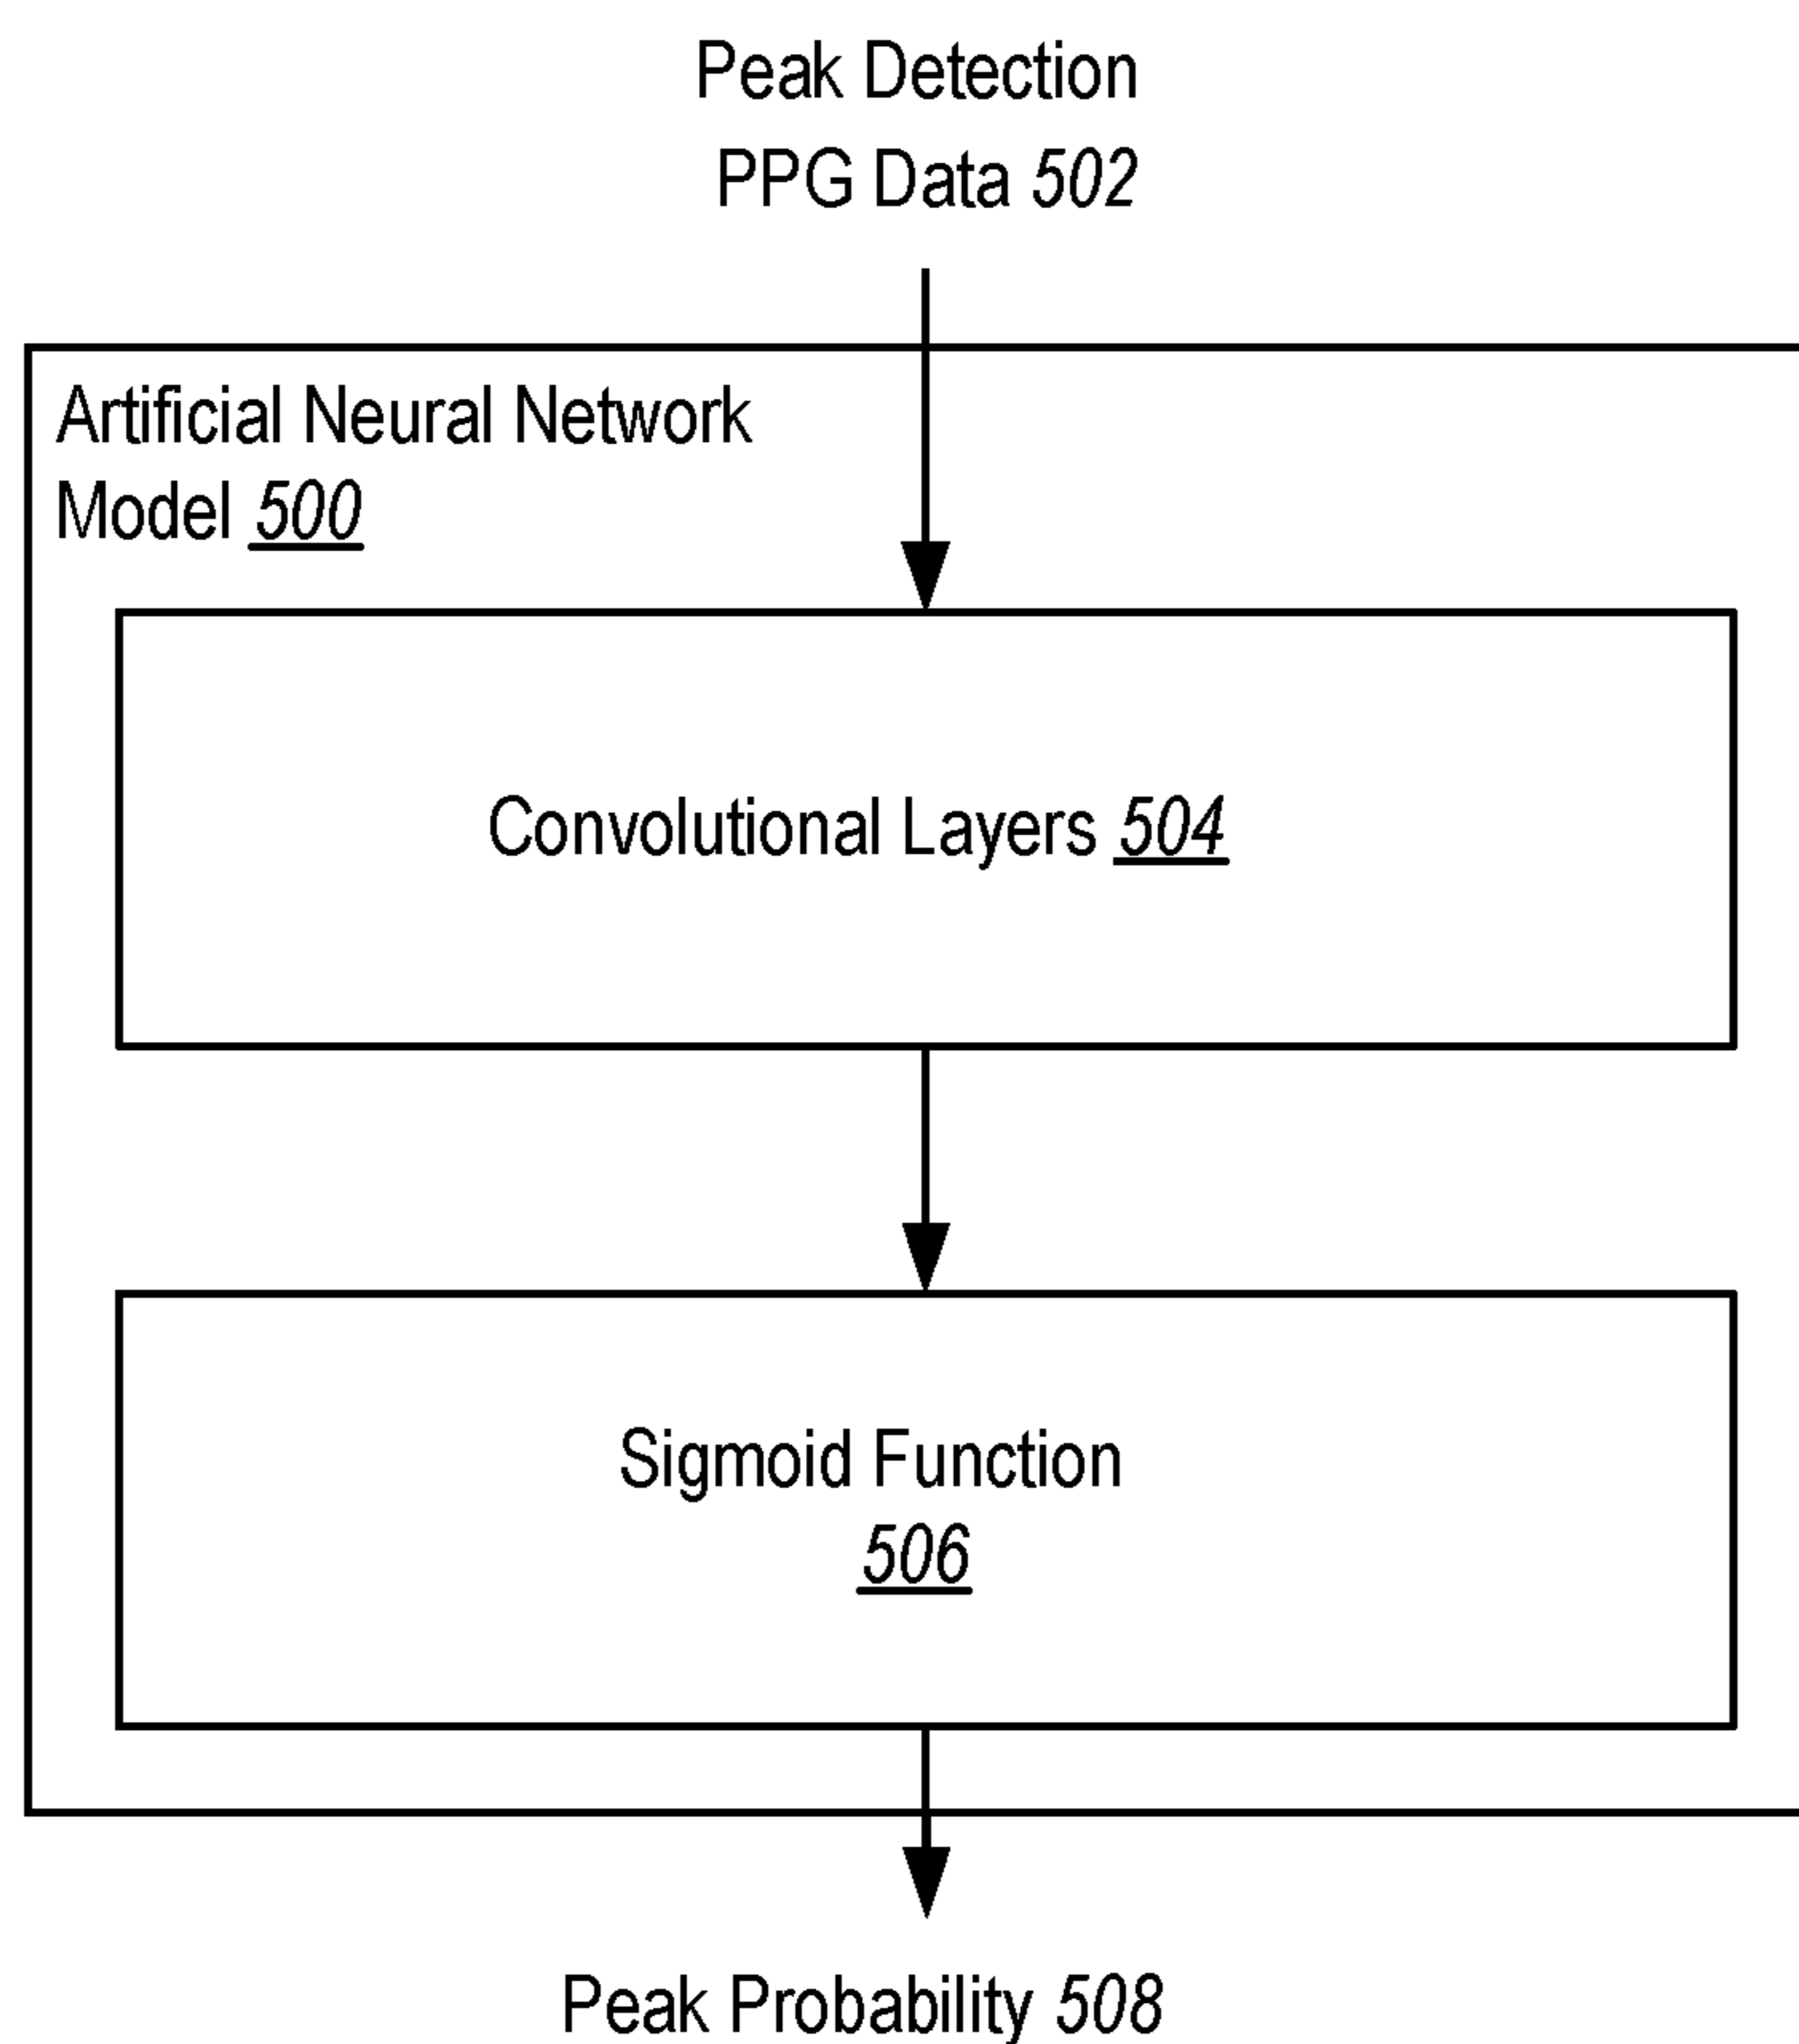 Peak Detection
PPG Data 502
Artificial Neural Network
Model 500
Convolutional Layers 504
Sigmoid Function
506
Peak Probability 508